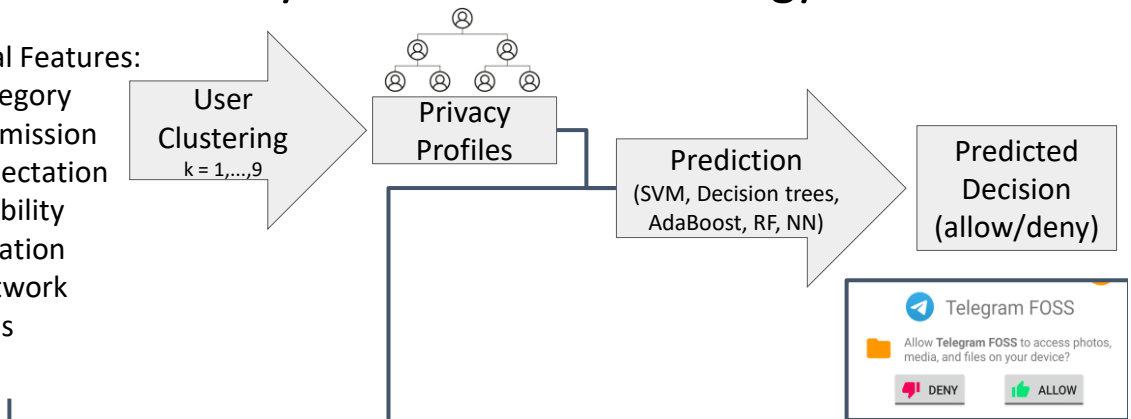 al Features:
egory
mission
ectation
bility
ation
twork
s
User
Clustering
k = 1,...,9
Privacy
Profiles
Prediction
(SVM, Decision trees,
AdaBoost, RF, NN)
Predicted
Decision
(allow/deny)
Telegram FOSS
Allow Telegram FOSS to access photos,
media, and files on your device?
DENY
ALLOW